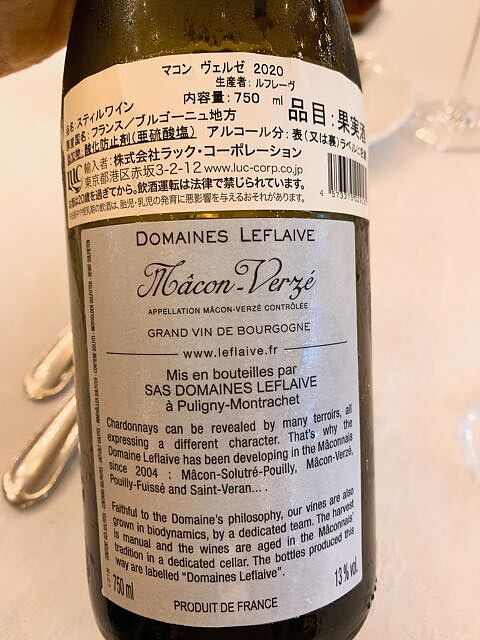 マコン ヴェルゼ 2020
生産者: ルフレーヴ
内容量: 750 ml 品目: 果実酒
品名: スティルワイン
原産国名: フランス／ブルゴーニュ地方
酸化防止剤(亜硫酸塩) アルコール分: 表(又は裏)ラベルに
LUC 輸入者: 株式会社ラック・コーポレーション
東京都港区赤坂3-2-12 www.luc-corp.co.jp
は20歳を過ぎてから。飲酒運転は法律で禁じられています。
妊娠中や授乳期の飲酒は、胎児・乳児の発育に悪影響を与えるおそれがあります。
DOMAINES LEFLAIVE
Mâcon-Verzé
APPELLATION MÂCON-VERZÉ CONTRÔLÉE
GRAND VIN DE BOURGOGNE
www.leflaive.fr
Mis en bouteilles par
SAS DOMAINES LEFLAIVE
à Puligny-Montrachet
Chardonnays can be revealed by many terroirs, all
expressing a different character. That's why the
Domaine Leflaive has been developing in the Mâconnais
since 2004 : Mâcon-Solutré-Pouilly, Mâcon-Verzé,
Pouilly-Fuissé and Saint-Veran... .
Faithful to the Domaine's philosophy, our vines are also
grown in biodynamics, by a dedicated team. The harvest
is manual and the wines are aged in the Mâconnais'
tradition in a dedicated cellar. The bottles produced this
way are labelled "Domaines Leflaive".
750 ml 13 % vol.
PRODUCT DE FRANCE